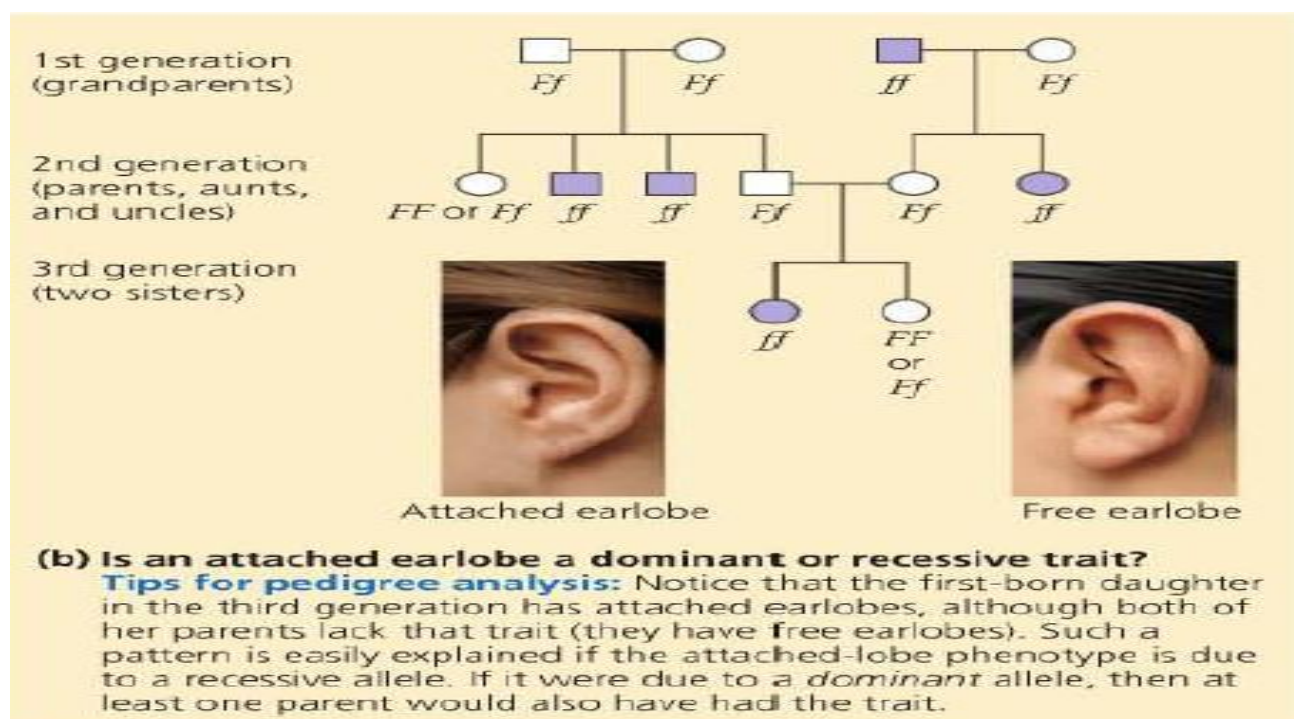 1st generation
(grandparents)
Ff Ff ff Ff
2nd generation
(parents, aunts,
and uncles)
FF or Ff ff ff Ff Ff ff
3rd generation
(two sisters)
ff
FF
or
Ff
Attached earlobe
Free earlobe
(b) Is an attached earlobe a dominant or recessive trait?
Tips for pedigree analysis: Notice that the first-born daughter
in the third generation has attached earlobes, although both of
her parents lack that trait (they have free earlobes). Such a
pattern is easily explained if the attached-lobe phenotype is due
to a recessive allele. If it were due to a dominant allele, then at
least one parent would also have had the trait.